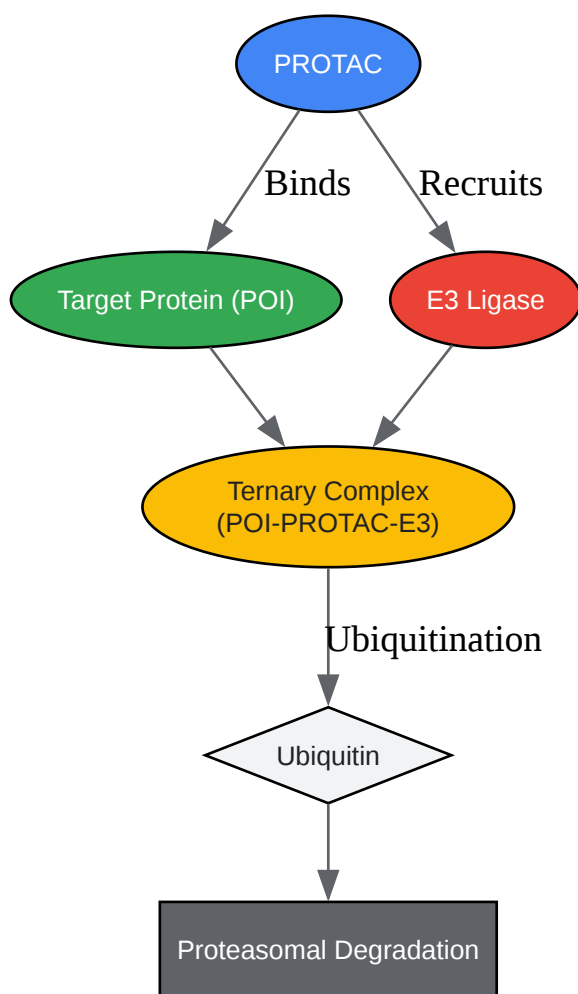 PROTAC
Binds
Recruits
Target Protein (POI)
E3 Ligase
Ternary Complex
(POI-PROTAC-E3)
Ubiquitination
Ubiquitin
Proteasomal Degradation